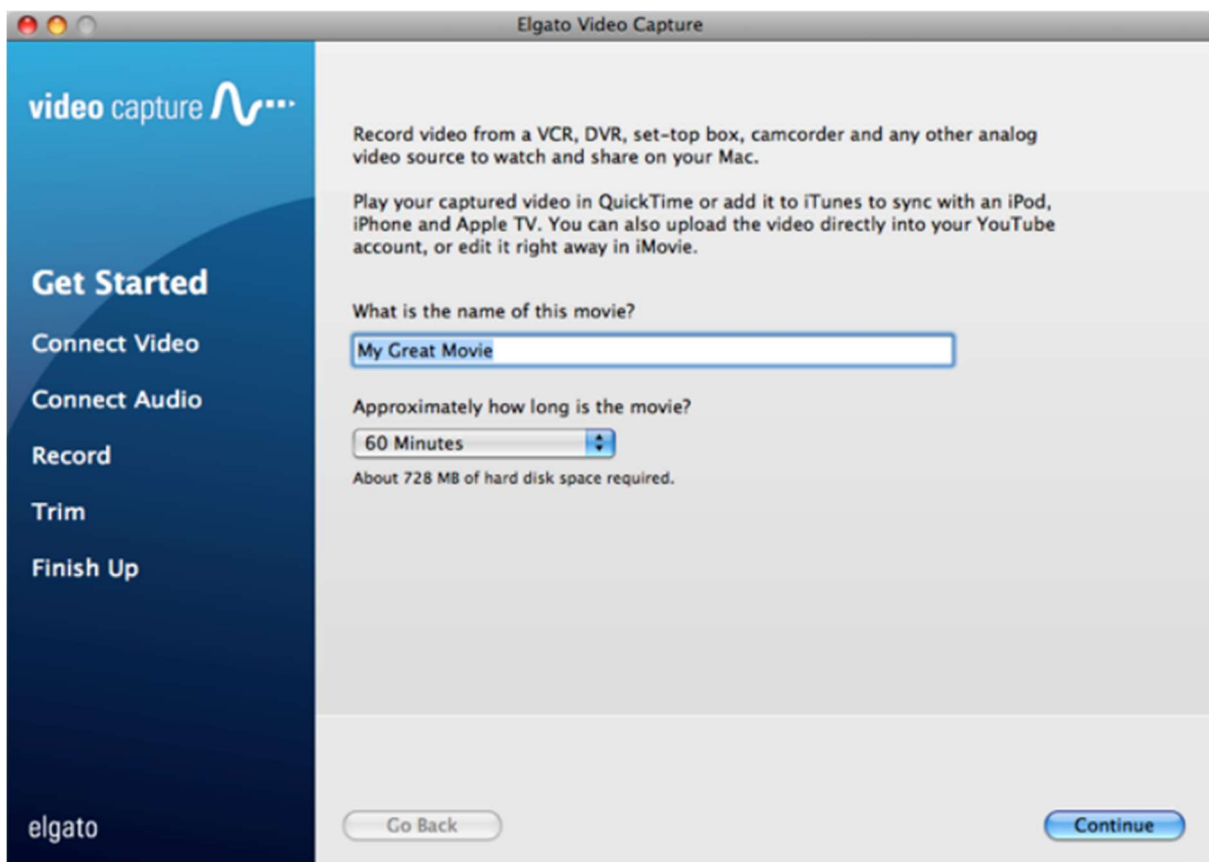 Elgato Video Capture
video capture
Get Started
Connect Video
Connect Audio
Record
Trim
Finish Up
elgato
Record video from a VCR, DVR, set-top box, camcorder and any other analog
video source to watch and share on your Mac.
Play your captured video in QuickTime or add it to iTunes to sync with an iPod,
iPhone and Apple TV. You can also upload the video directly into your YouTube
account, or edit it right away in iMovie.
What is the name of this movie?
My Great Movie
Approximately how long is the movie?
60 Minutes
About 728 MB of hard disk space required.
Go Back
Continue